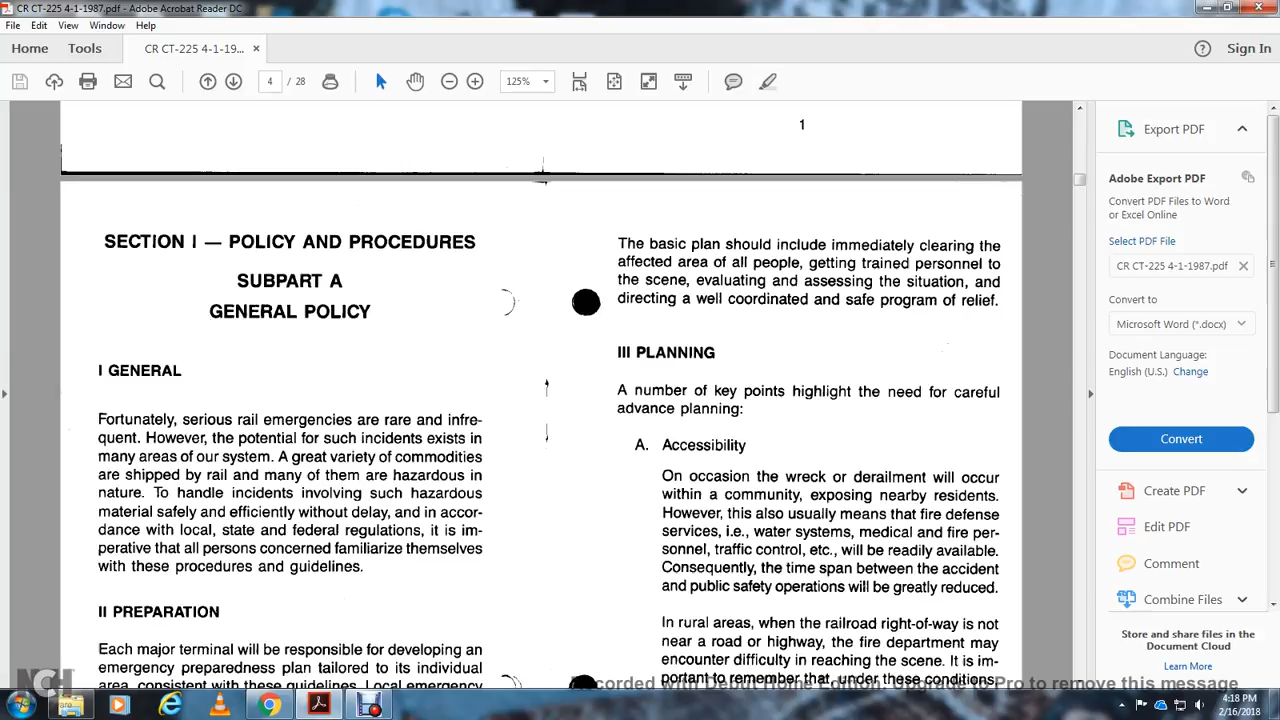 CR CT-225 4-1-1987.pdf - Adobe Acrobat Reader DC
File Edit View Window Help
Home Tools CR CT-225 4-1-19... × Sign In
4 / 28 125%
1
SECTION I — POLICY AND PROCEDURES
SUBPART A
GENERAL POLICY
I GENERAL
Fortunately, serious rail emergencies are rare and infre-
quent. However, the potential for such incidents exists in
many areas of our system. A great variety of commodities
are shipped by rail and many of them are hazardous in
nature. To handle incidents involving such hazardous
material safely and efficiently without delay, and in accor-
dance with local, state and federal regulations, it is im-
perative that all persons concerned familiarize themselves
with these procedures and guidelines.
II PREPARATION
Each major terminal will be responsible for developing an
emergency preparedness plan tailored to its individual
area, consistent with these guidelines. Local emergency
The basic plan should include immediately clearing the
affected area of all people, getting trained personnel to
the scene, evaluating and assessing the situation, and
directing a well coordinated and safe program of relief.
III PLANNING
A number of key points highlight the need for careful
advance planning:
A. Accessibility
On occasion the wreck or derailment will occur
within a community, exposing nearby residents.
However, this also usually means that fire defense
services, i.e., water systems, medical and fire per-
sonnel, traffic control, etc., will be readily available.
Consequently, the time span between the accident
and public safety operations will be greatly reduced.
In rural areas, when the railroad right-of-way is not
near a road or highway, the fire department may
encounter difficulty in reaching the scene. It is im-
portant to remember that, under these conditions,
Export PDF
Adobe Export PDF
Convert PDF Files to Word
or Excel Online
Select PDF File
CR CT-225 4-1-1987.pdf
Convert to
Microsoft Word (*.docx)
Document Language:
English (U.S.) Change
Convert
Create PDF
Edit PDF
Comment
Combine Files
Store and share files in the
Document Cloud
Learn More
NCH
Recorded with Debut Home Edition. Upgrade to Pro to remove this message
4:18 PM
2/16/2018